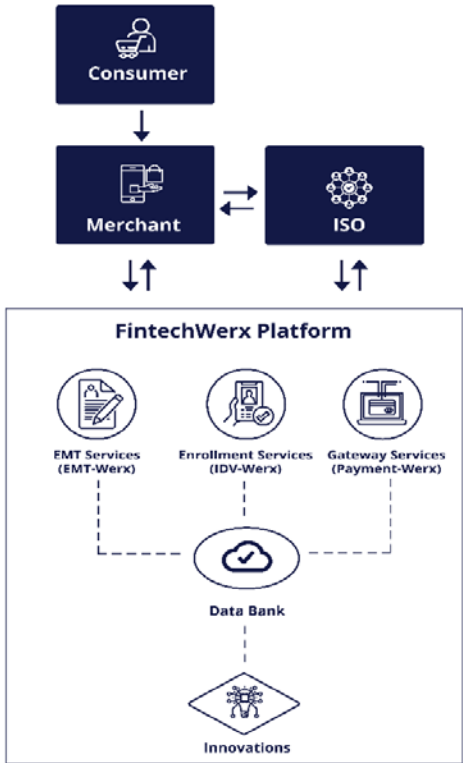 Consumer
Merchant
ISO
FintechWerx Platform
EMT Services
(EMT-Werx)
Enrollment Services
(IDV-Werx)
Gateway Services
(Payment-Werx)
Data Bank
Innovations